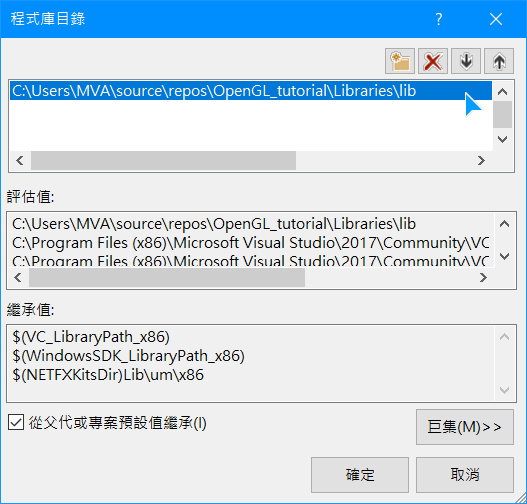 程式庫目錄
C:\Users\MVA\source\repos\OpenGL_tutorial\Libraries\lib
評估值:
C:\Users\MVA\source\repos\OpenGL_tutorial\Libraries\lib
C:\Program Files (x86)\Microsoft Visual Studio\2017\Community\VC
C:\Program Files (x86)\Microsoft Visual Studio\2017\Community\VC
繼承值:
$(VC_LibraryPath_x86)
$(WindowsSDK_LibraryPath_x86)
$(NETFXKitsDir)Lib\um\x86
從父代或專案預設值繼承(I)
巨集(M)>>
確定
取消